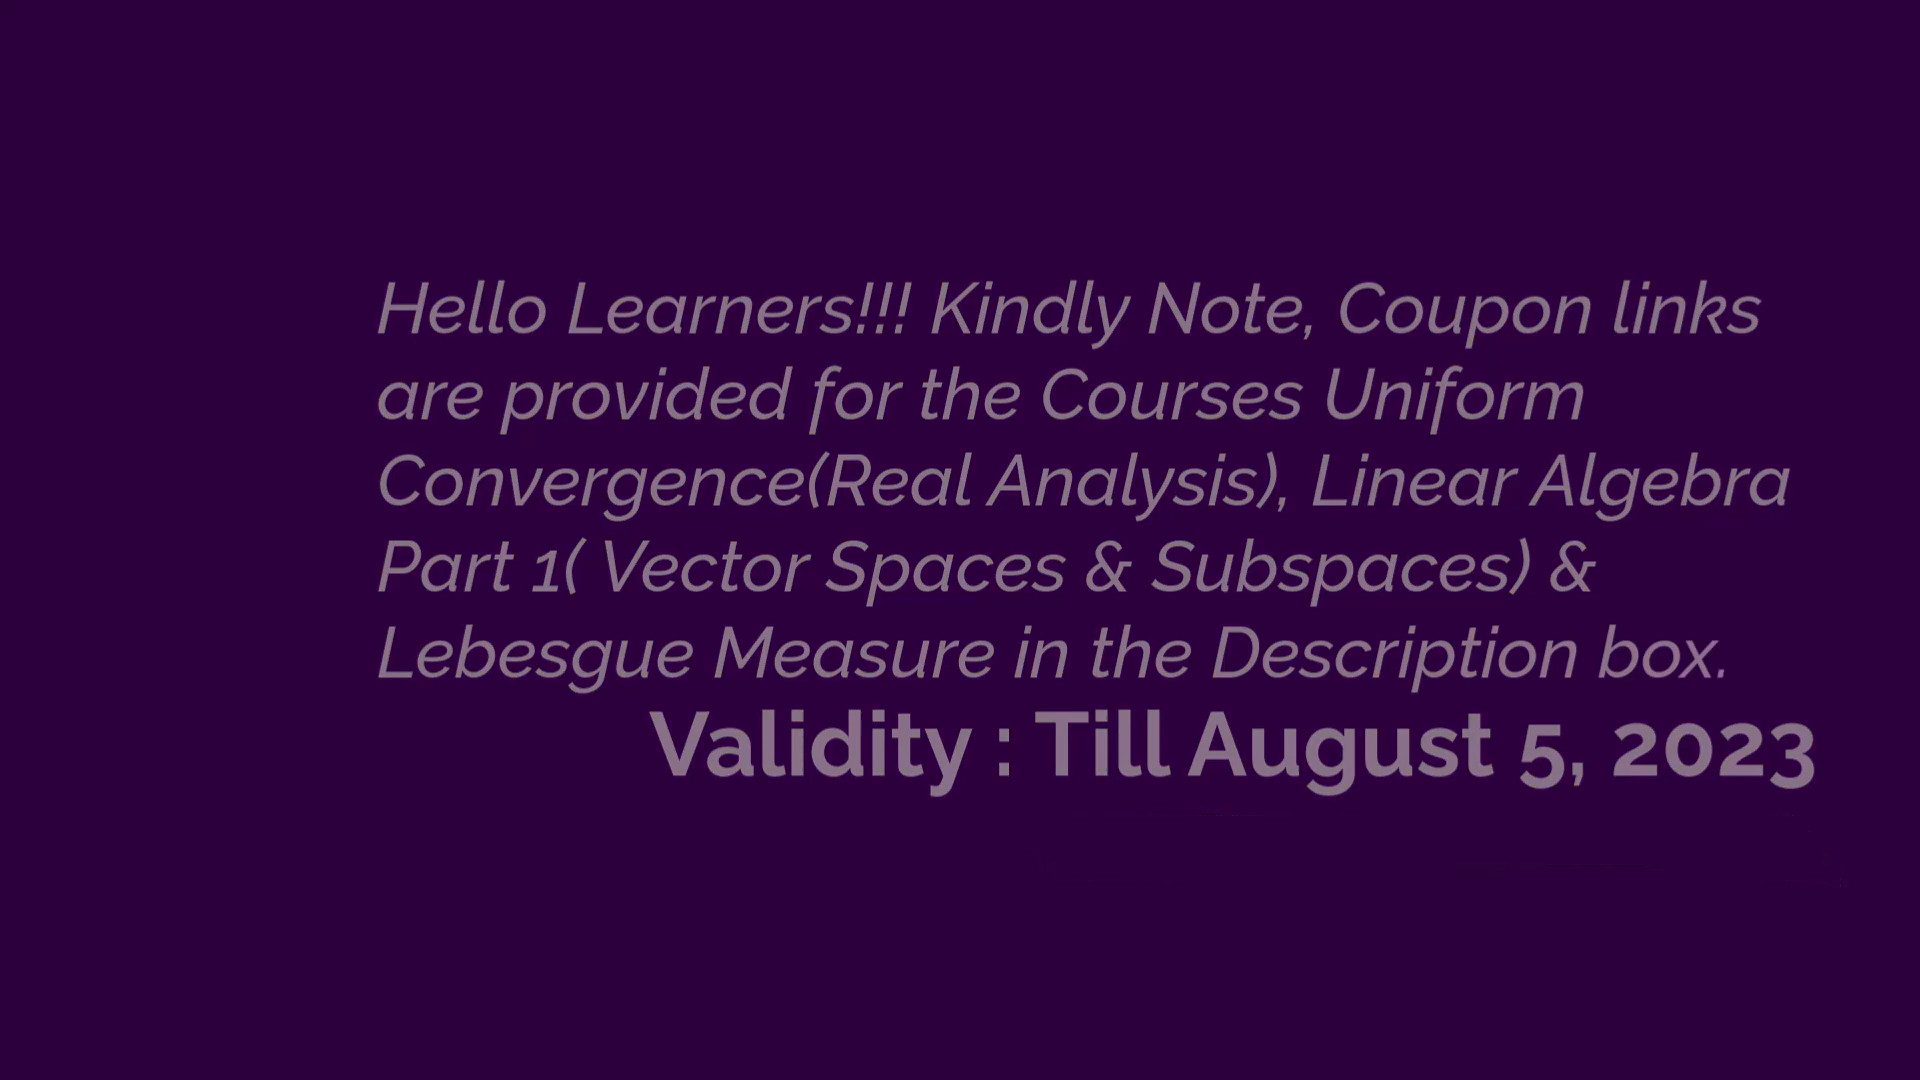 Hello Learners!!! Kindly Note, Coupon links
are provided for the Courses Uniform
Convergence(Real Analysis), Linear Algebra
Part 1( Vector Spaces & Subspaces) &
Lebesgue Measure in the Description box.
Validity : Till August 5, 2023